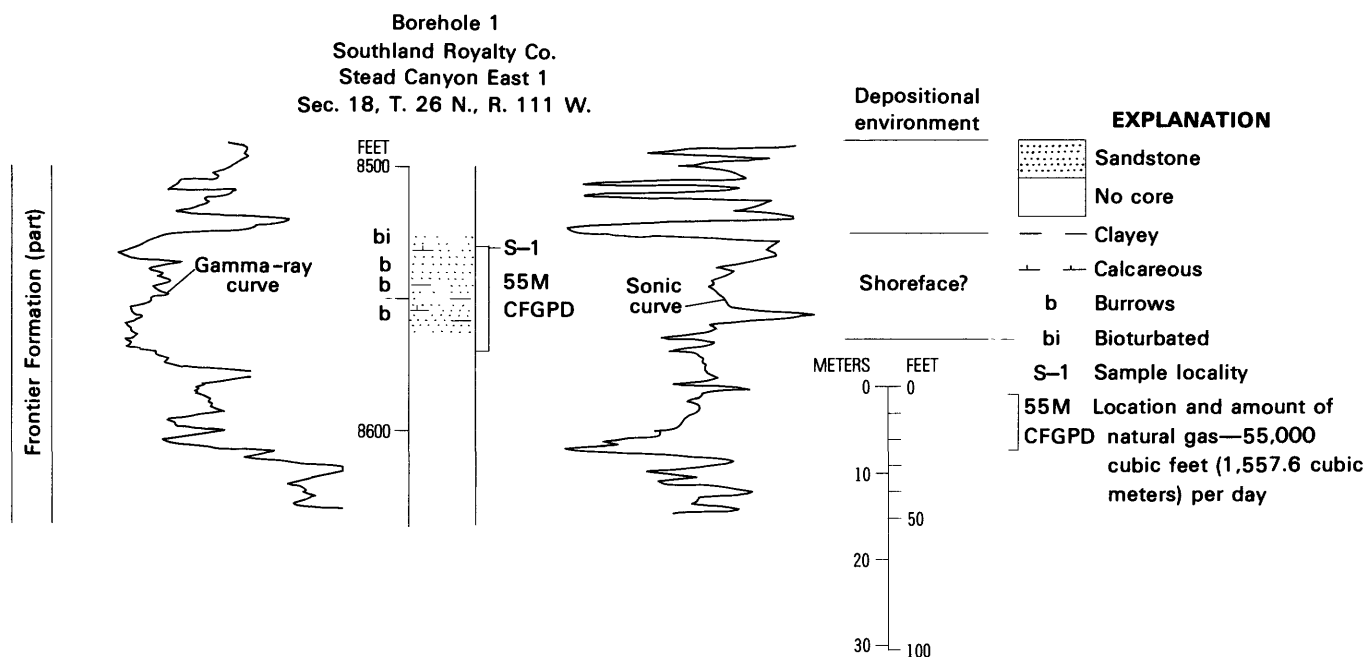 Borehole 1
Southland Royalty Co.
Stead Canyon East 1
Sec. 18, T. 26 N., R. 111 W.
Frontier Formation (part)
Gamma-ray
curve
FEET
8500
8600
bi
b
b
b
S-1
55M
CFGPD
Sonic
curve
Depositional
environment
Shoreface?
METERS FEET
0 0
10
50
20
30 100
EXPLANATION
Sandstone
No core
Clayey
Calcareous
b Burrows
bi Bioturbated
S-1 Sample locality
55M Location and amount of
CFGPD natural gas—55,000
cubic feet (1,557.6 cubic
meters) per day